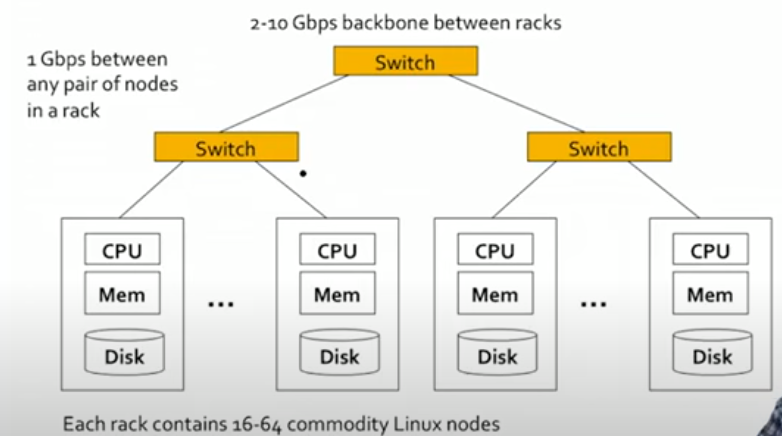 2-10 Gbps backbone between racks
Switch
1 Gbps between
any pair of nodes
in a rack
Switch
Switch
CPU
Mem
Disk
...
CPU
Mem
Disk
CPU
Mem
Disk
...
CPU
Mem
Disk
Each rack contains 16-64 commodity Linux nodes